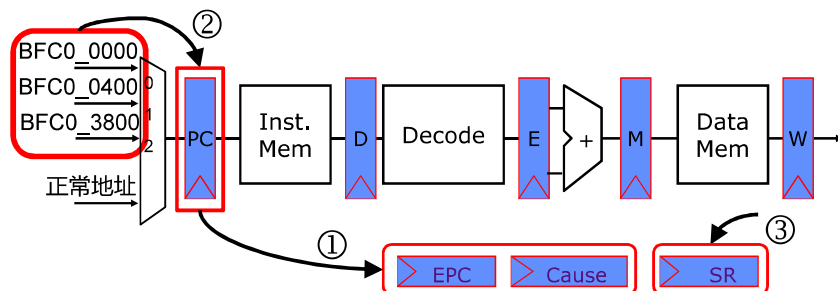 ②
BFC0_0000
BFC0_0400
BFC0_3800
0
1
2
正常地址
PC
Inst.
Mem
D
Decode
E
+
M
Data
Mem
W
①
③
EPC
Cause
SR